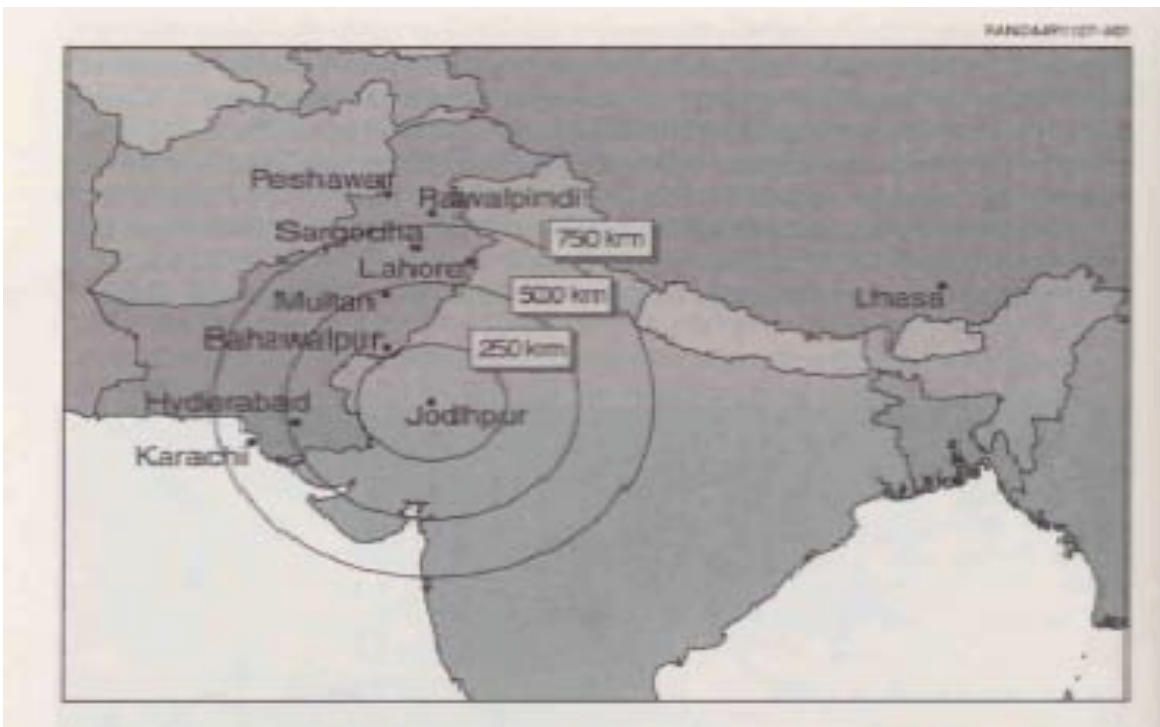 Peshawar
Rawalpindi
Sargodha
750 km
Lahore
Multan
500 km
Lhasa
Bahawalpur
250 km
Hyderabad
Jodhpur
Karachi